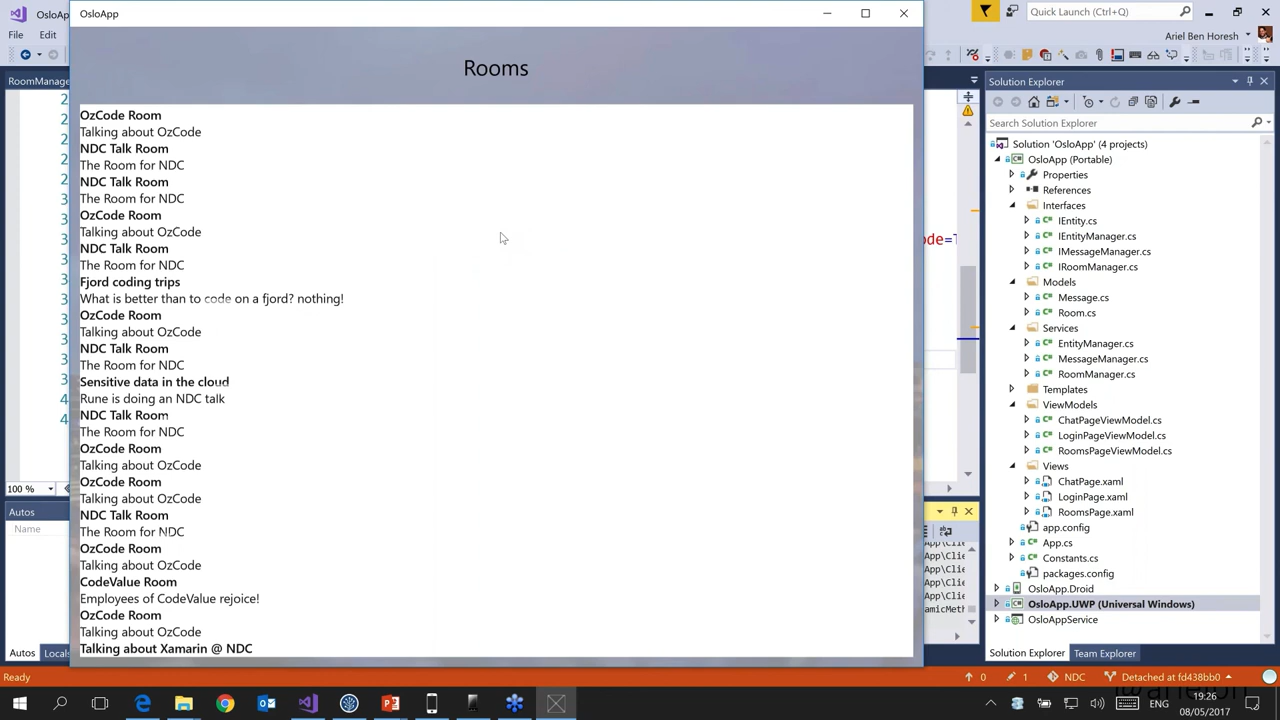 OsloApp
OsloApp
Quick Launch (Ctrl+Q)
File
Edit
Ariel Ben Horesh
RoomManage
Rooms
OzCode Room
Talking about OzCode
NDC Talk Room
The Room for NDC
NDC Talk Room
The Room for NDC
OzCode Room
Talking about OzCode
NDC Talk Room
The Room for NDC
Fjord coding trips
What is better than to code on a fjord? nothing!
OzCode Room
Talking about OzCode
NDC Talk Room
The Room for NDC
Sensitive data in the cloud
Rune is doing an NDC talk
NDC Talk Room
The Room for NDC
OzCode Room
Talking about OzCode
OzCode Room
Talking about OzCode
NDC Talk Room
The Room for NDC
OzCode Room
Talking about OzCode
CodeValue Room
Employees of CodeValue rejoice!
OzCode Room
Talking about OzCode
Talking about Xamarin @ NDC
100 %
Autos
Name
Autos
Locals
Solution Explorer
Search Solution Explorer
Solution 'OsloApp' (4 projects)
OsloApp (Portable)
Properties
References
Interfaces
IEntity.cs
IEntityManager.cs
IMessageManager.cs
IRoomManager.cs
Models
Message.cs
Room.cs
Services
EntityManager.cs
MessageManager.cs
RoomManager.cs
Templates
ViewModels
ChatPageViewModel.cs
LoginPageViewModel.cs
RoomsPageViewModel.cs
Views
ChatPage.xaml
LoginPage.xaml
RoomsPage.xaml
app.config
App.cs
Constants.cs
packages.config
OsloApp.Droid
OsloApp.UWP (Universal Windows)
OsloAppService
Solution Explorer
Team Explorer
Ready
0
1
NDC
Detached at fd438bb0
ENG
19:26
08/05/2017